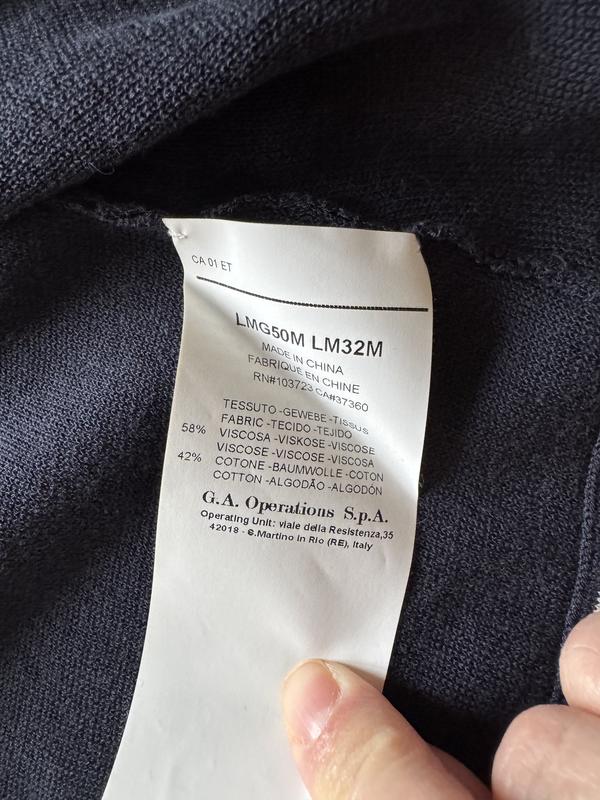 CA 01 ET
LMG50M LM32M
MADE IN CHINA
FABRIQUE EN CHINE
RN#103723 CA#37360
TESSUTO -GEWEBE -TISSUS
FABRIC -TECIDO -TEJIDO
58% VISCOSA -VISKOSE -VISCOSE
VISCOSE -VISCOSE -VISCOSA
42% COTONE -BAUMWOLLE -COTON
COTTON -ALGODÃO -ALGODÓN
G.A. Operations S.p.A.
Operating Unit: viale della Resistenza,35
42018 - S.Martino in Rio (RE), Italy